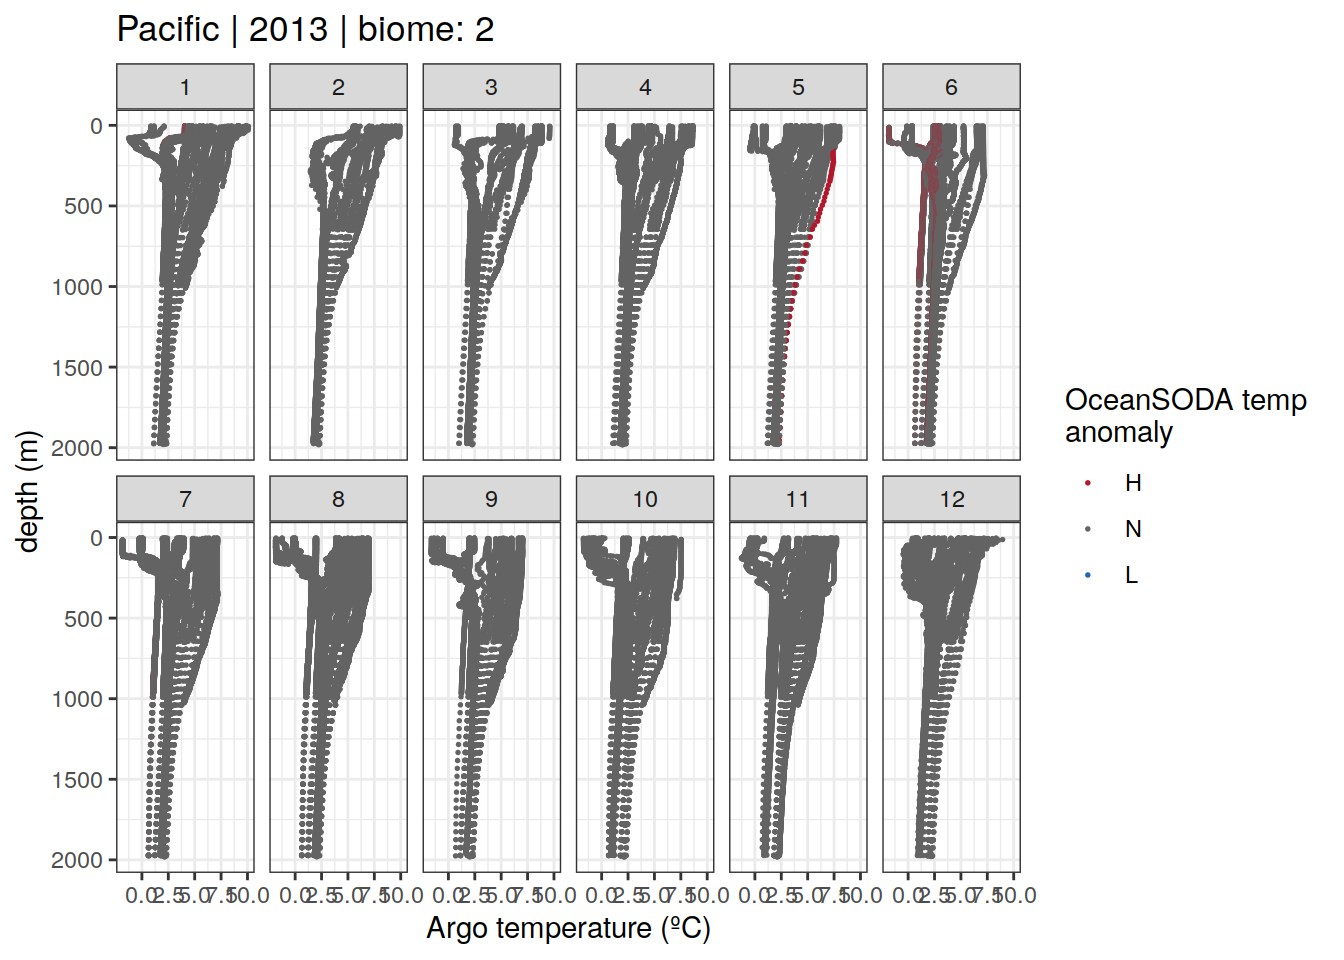 Pacific | 2013 | biome: 2
1 2 3 4 5 6
0
500
1000
1500
2000
7 8 9 10 11 12
0
500
1000
1500
2000
0.0 2.5 5.0 7.5 10.0 0.0 2.5 5.0 7.5 10.0 0.0 2.5 5.0 7.5 10.0 0.0 2.5 5.0 7.5 10.0 0.0 2.5 5.0 7.5 10.0 0.0 2.5 5.0 7.5 10.0
Argo temperature (ºC)
depth (m)
OceanSODA temp
anomaly
H
N
L